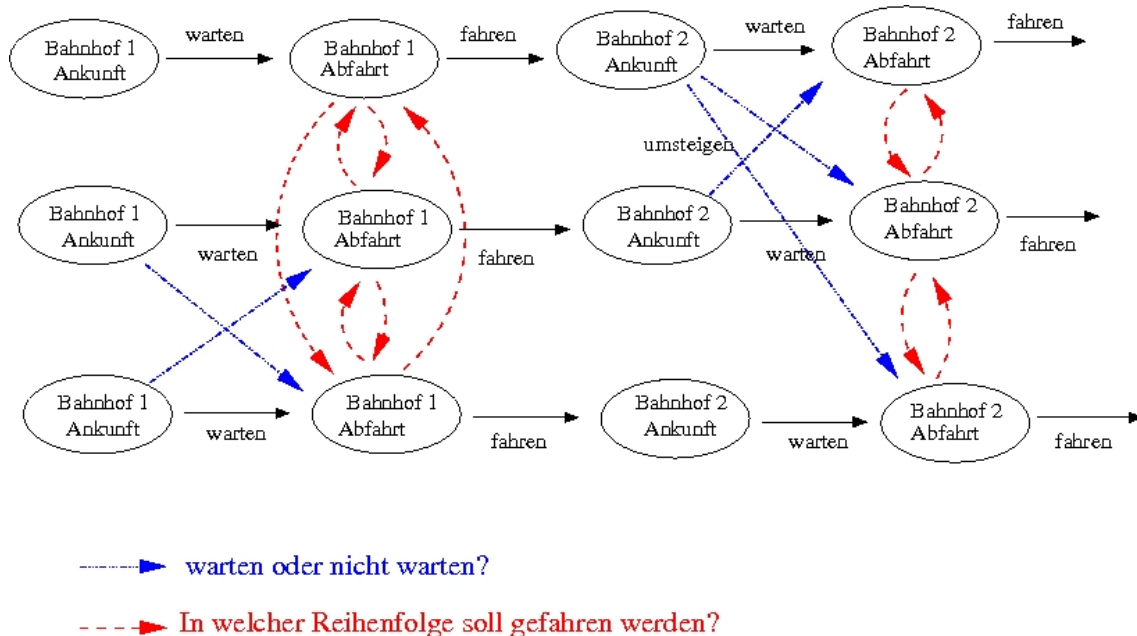 Bahnhof 1
Ankunft
warten
Bahnhof 1
Abfahrt
fahren
Bahnhof 2
Ankunft
warten
Bahnhof 2
Abfahrt
fahren
umsteigen
Bahnhof 1
Ankunft
warten
Bahnhof 1
Abfahrt
fahren
Bahnhof 2
Ankunft
warten
Bahnhof 2
Abfahrt
fahren
Bahnhof 1
Ankunft
warten
Bahnhof 1
Abfahrt
fahren
Bahnhof 2
Ankunft
warten
Bahnhof 2
Abfahrt
fahren
warten oder nicht warten?
In welcher Reihenfolge soll gefahren werden?